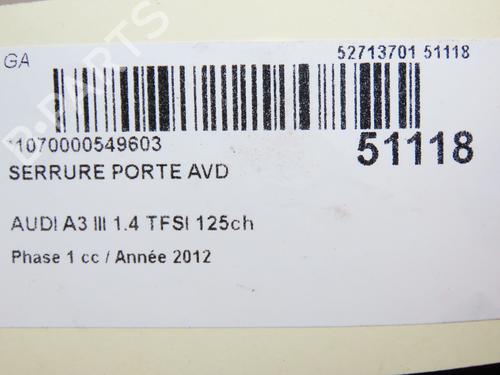 GA
52713701 51118
*1070000549603
51118
SERRURE PORTE AVD
AUDI A3 III 1.4 TFSI 125ch
Phase 1 cc / Année 2012
B-PARTS